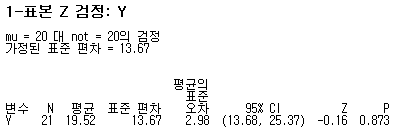 1-표본 Z 검정: Y
mu = 20 대 not = 20의 검정
가정된 표준 편차 = 13.67
평균의
표준
변수 N 평균 표준 편차 오차 95% CI Z P
Y 21 19.52 13.67 2.98 (13.68, 25.37) -0.16 0.873